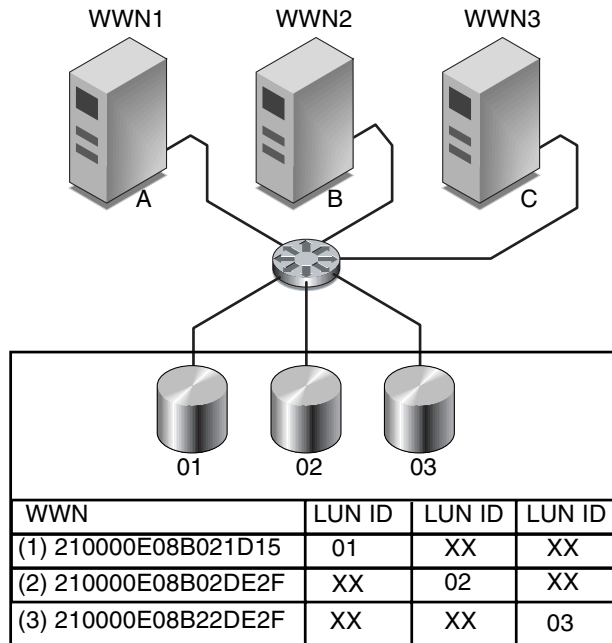 WWN1 WWN2 WWN3
A B C
01 02 03
WWN LUN ID LUN ID LUN ID
(1) 210000E08B021D15 01 XX XX
(2) 210000E08B02DE2F XX 02 XX
(3) 210000E08B22DE2F XX XX 03